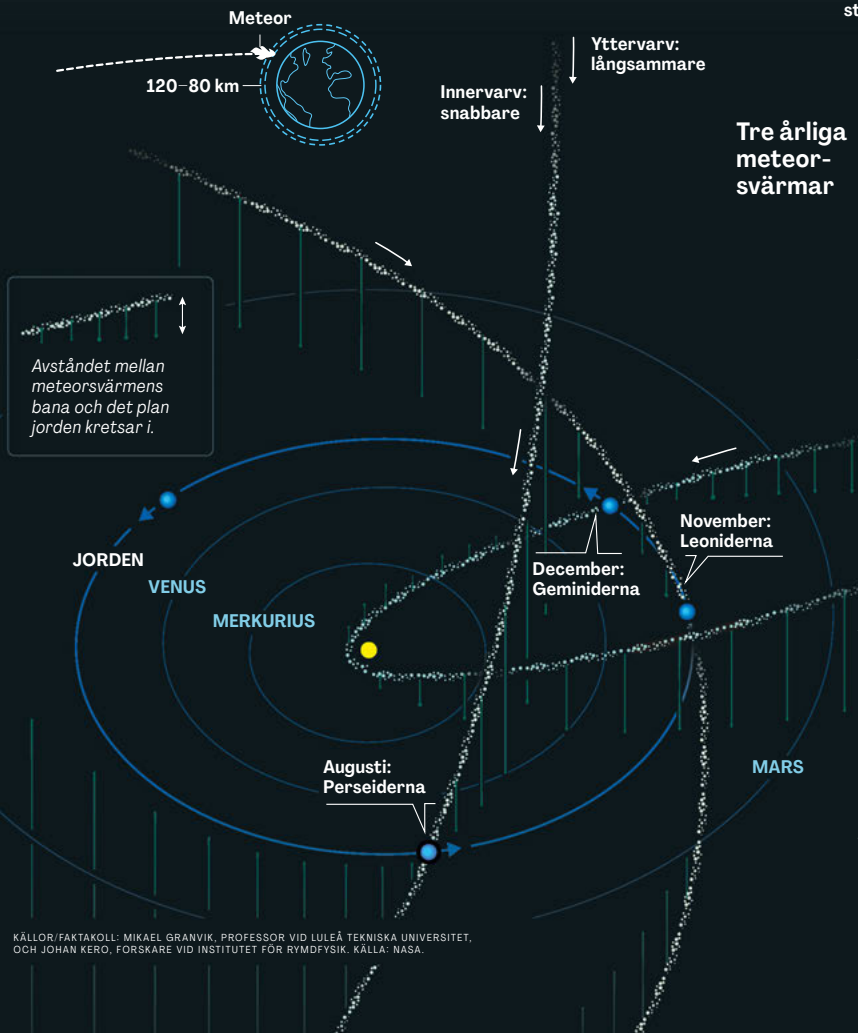 st
Meteor
120–80 km
Yttervarv:
långsammare
Innervarv:
snabbare
Tre årliga
meteor-
svärmar
Avståndet mellan
meteorsvärmens
bana och det plan
jorden kretsar i.
November:
Leoniderna
December:
Geminiderna
JORDEN
VENUS
MERKURIUS
Augusti:
Perseiderna
MARS
KÄLLOR/FAKTAKOLL: MIKAEL GRANVIK, PROFESSOR VID LULEÅ TEKNISKA UNIVERSITET,
OCH JOHAN KERO, FORSKARE VID INSTITUTET FÖR RYMDFYSIK. KÄLLA: NASA.